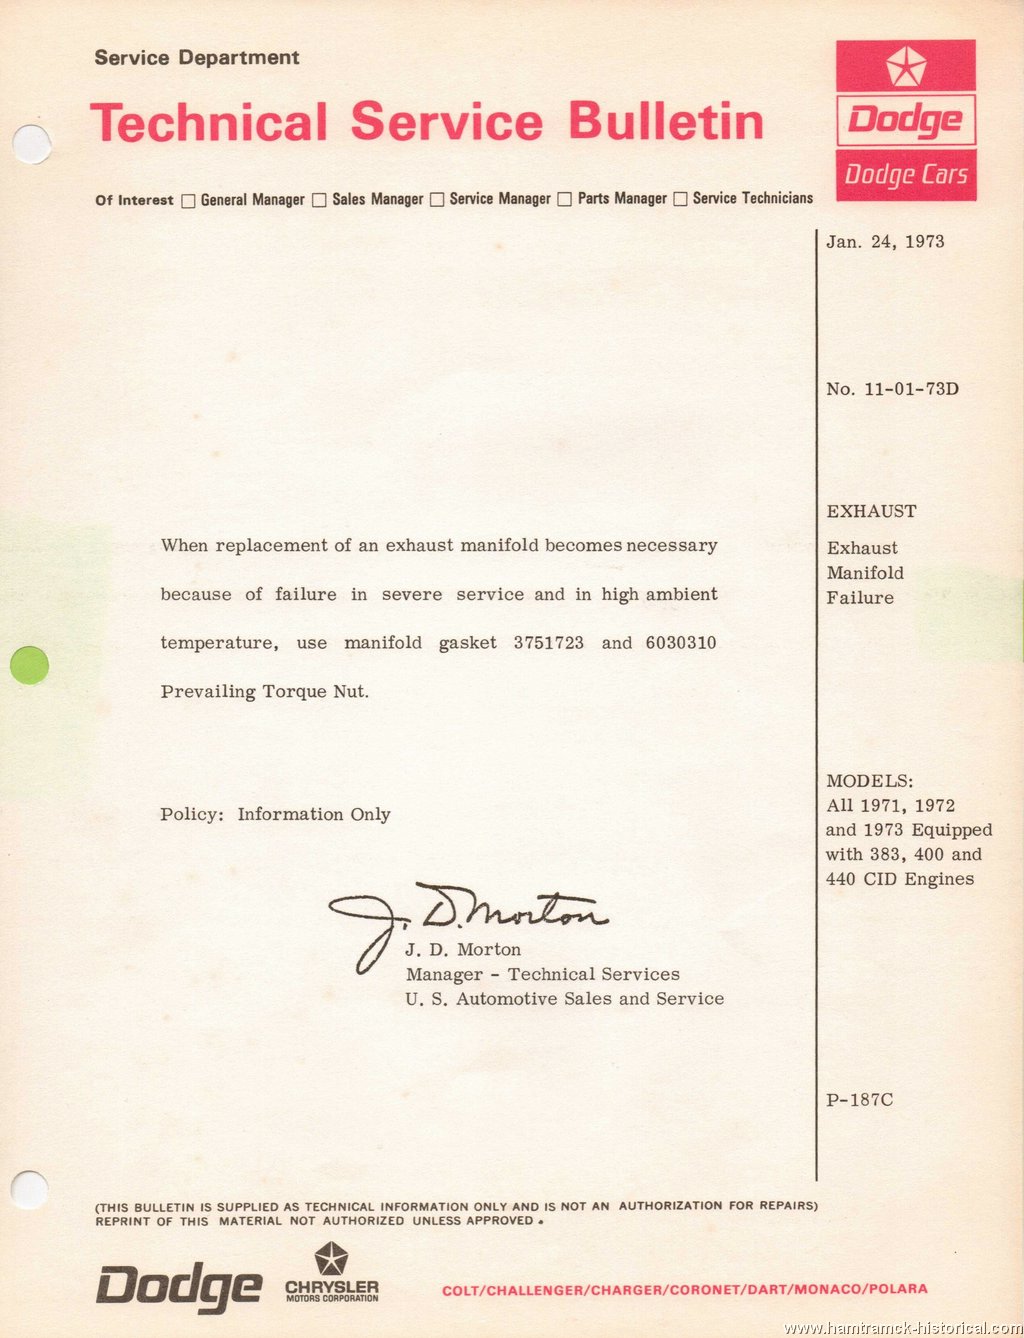 Service Department
Technical Service Bulletin
Dodge
Dodge Cars
Of Interest □ General Manager □ Sales Manager □ Service Manager □ Parts Manager □ Service Technicians
Jan. 24, 1973
No. 11-01-73D
EXHAUST
Exhaust
Manifold
Failure
When replacement of an exhaust manifold becomes necessary
because of failure in severe service and in high ambient
temperature, use manifold gasket 3751723 and 6030310
Prevailing Torque Nut.
MODELS:
All 1971, 1972
and 1973 Equipped
with 383, 400 and
440 CID Engines
Policy: Information Only
J. D. Morton
J. D. Morton
Manager - Technical Services
U. S. Automotive Sales and Service
P-187C
(THIS BULLETIN IS SUPPLIED AS TECHNICAL INFORMATION ONLY AND IS NOT AN AUTHORIZATION FOR REPAIRS)
REPRINT OF THIS MATERIAL NOT AUTHORIZED UNLESS APPROVED.
Dodge
CHRYSLER
MOTORS CORPORATION
COLT/CHALLENGER/CHARGER/CORONET/DART/MONACO/POLARA
www.hamtramck-historical.com